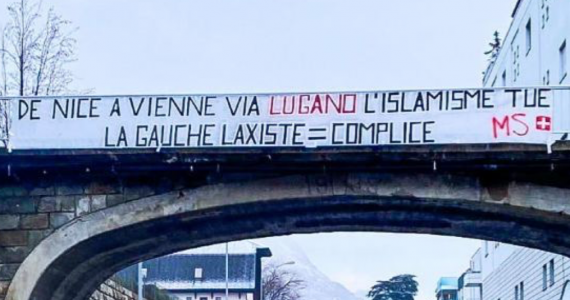 DE NICE A VIENNE VIA LUGANO L'ISLAMISME TUE
LA GAUCHE LAXISTE = COMPLICE MS